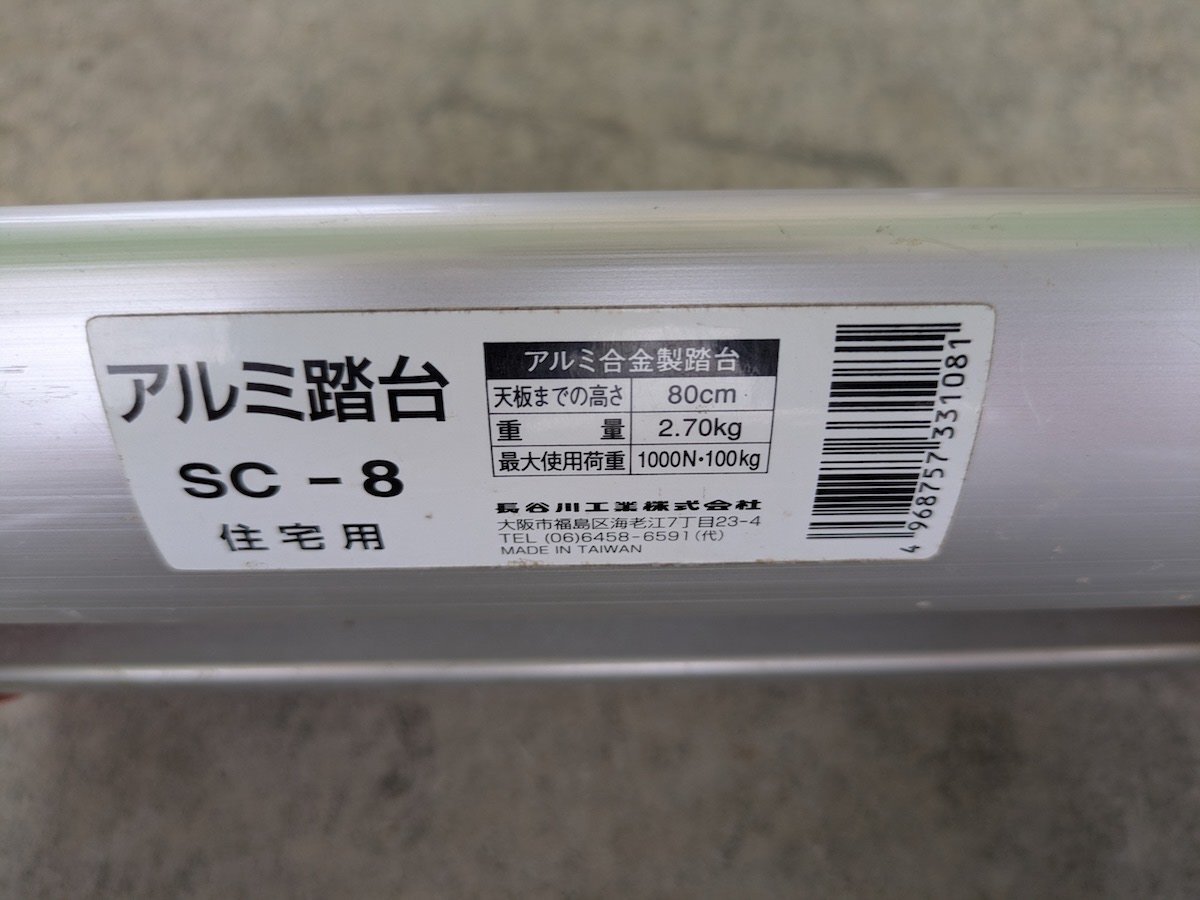 アルミ踏台
SC-8
住宅用
アルミ合金製踏台
天板までの高さ 80cm
重量 2.70kg
最大使用荷重 1000N・100kg
長谷川工業株式会社
大阪市福島区海老江7丁目23-4
TEL (06)6458-6591(代)
MADE IN TAIWAN
4968757331081